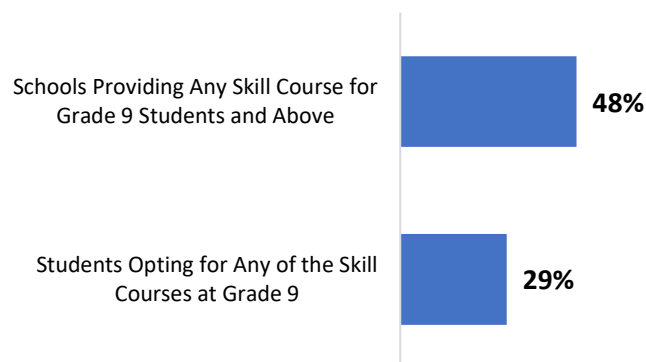 Schools Providing Any Skill Course for
Grade 9 Students and Above
48%
Students Opting for Any of the Skill
Courses at Grade 9
29%